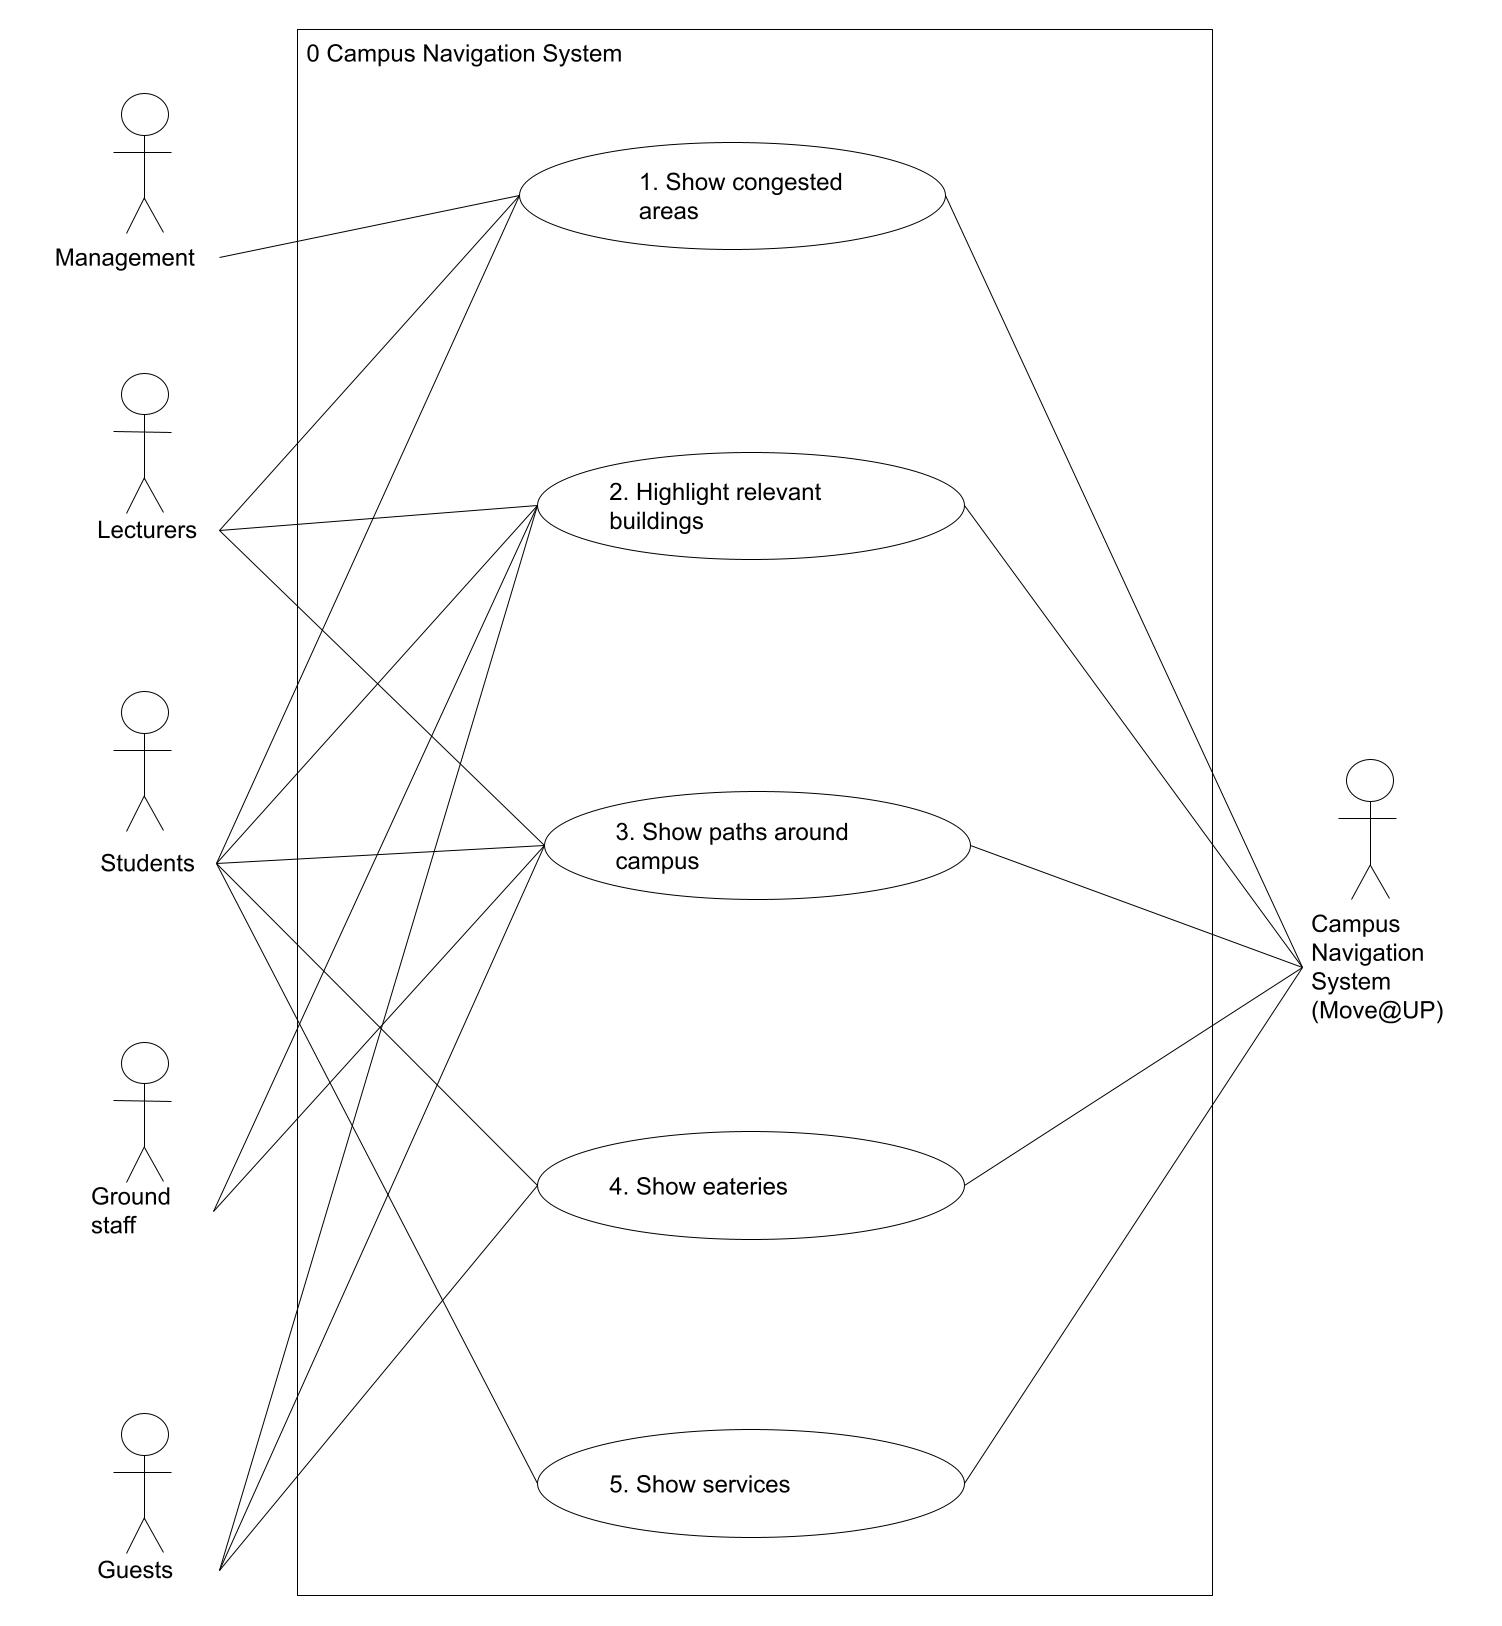 0 Campus Navigation System
Management
1. Show congested
areas
Lecturers
2. Highlight relevant
buildings
Students
3. Show paths around
campus
Campus
Navigation
System
(Move@UP)
Ground
staff
4. Show eateries
5. Show services
Guests